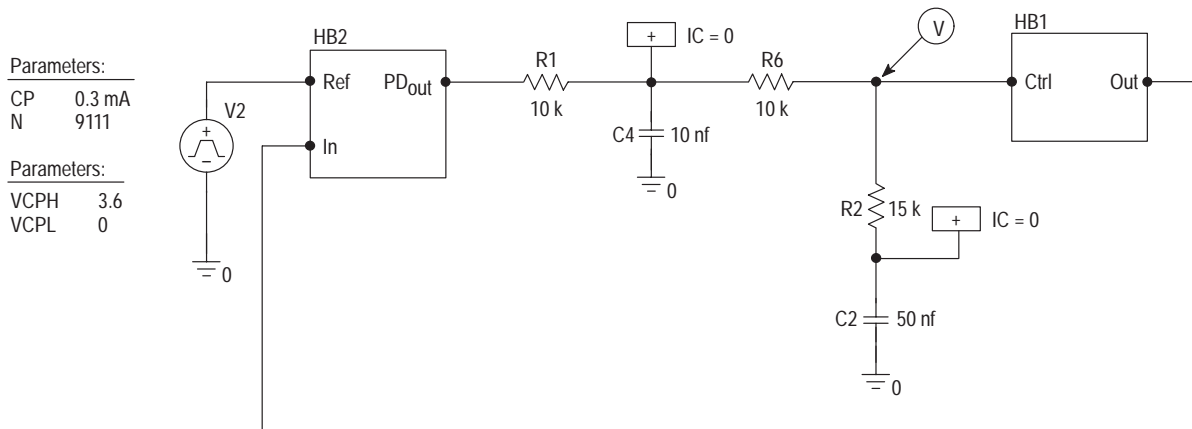 Parameters:
CP 0.3 mA
N 9111
Parameters:
VCPH 3.6
VCPL 0
V2
+
−
0
HB2
Ref
PDout
In
R1
10 k
+
IC = 0
C4
10 nf
0
R6
10 k
V
HB1
Ctrl
Out
R2
15 k
+
IC = 0
C2
50 nf
0